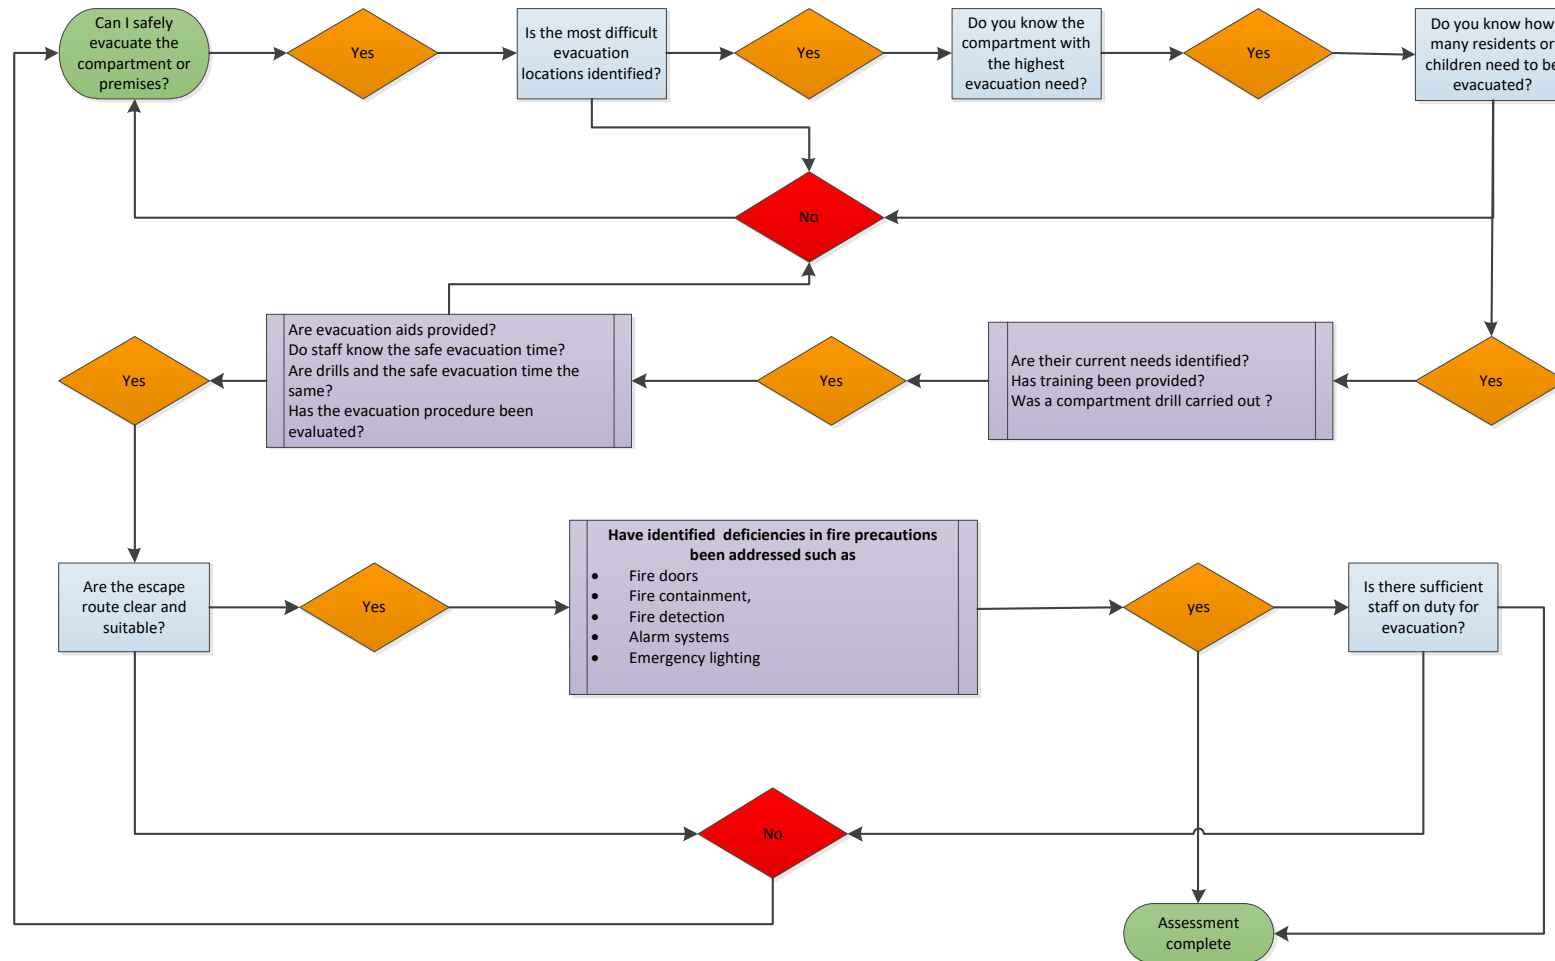 Can I safely
evacuate the
compartment or
premises?
Yes
Is the most difficult
evacuation
locations identified?
Yes
Do you know the
compartment with
the highest
evacuation need?
Yes
Do you know how
many residents or
children need to be
evacuated?
No
Yes
Are evacuation aids provided?
Do staff know the safe evacuation time?
Are drills and the safe evacuation time the
same?
Has the evacuation procedure been
evaluated?
Yes
Are their current needs identified?
Has training been provided?
Was a compartment drill carried out ?
Yes
Are the escape
route clear and
suitable?
Yes
Have identified  deficiencies in fire precautions
been addressed such as
• Fire doors
• Fire containment,
• Fire detection
• Alarm systems
• Emergency lighting
yes
Is there sufficient
staff on duty for
evacuation?
No
Assessment
complete